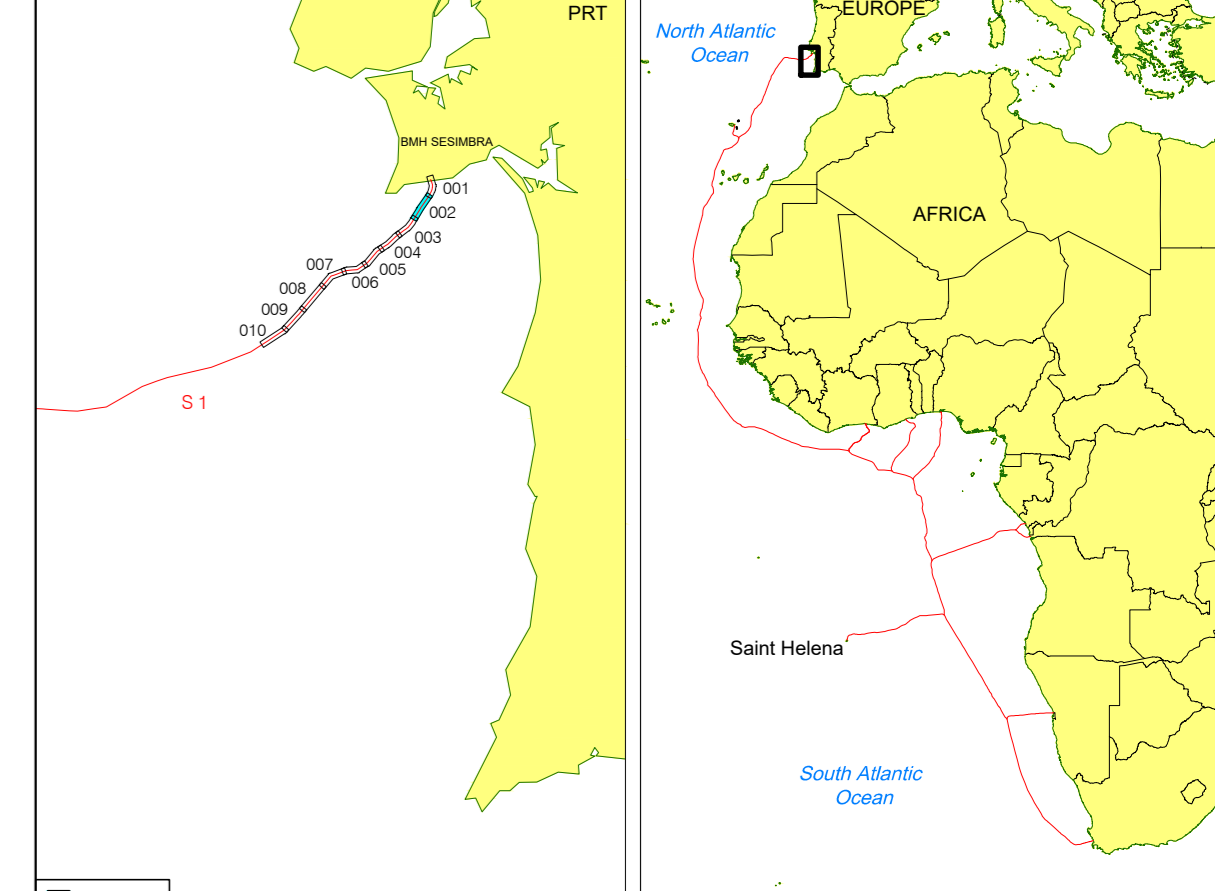 PRT
BMH SESIMBRA
001
002
003
004
005
006
007
008
009
010
S 1
EUROPE
North Atlantic
Ocean
AFRICA
Saint Helena
South Atlantic
Ocean